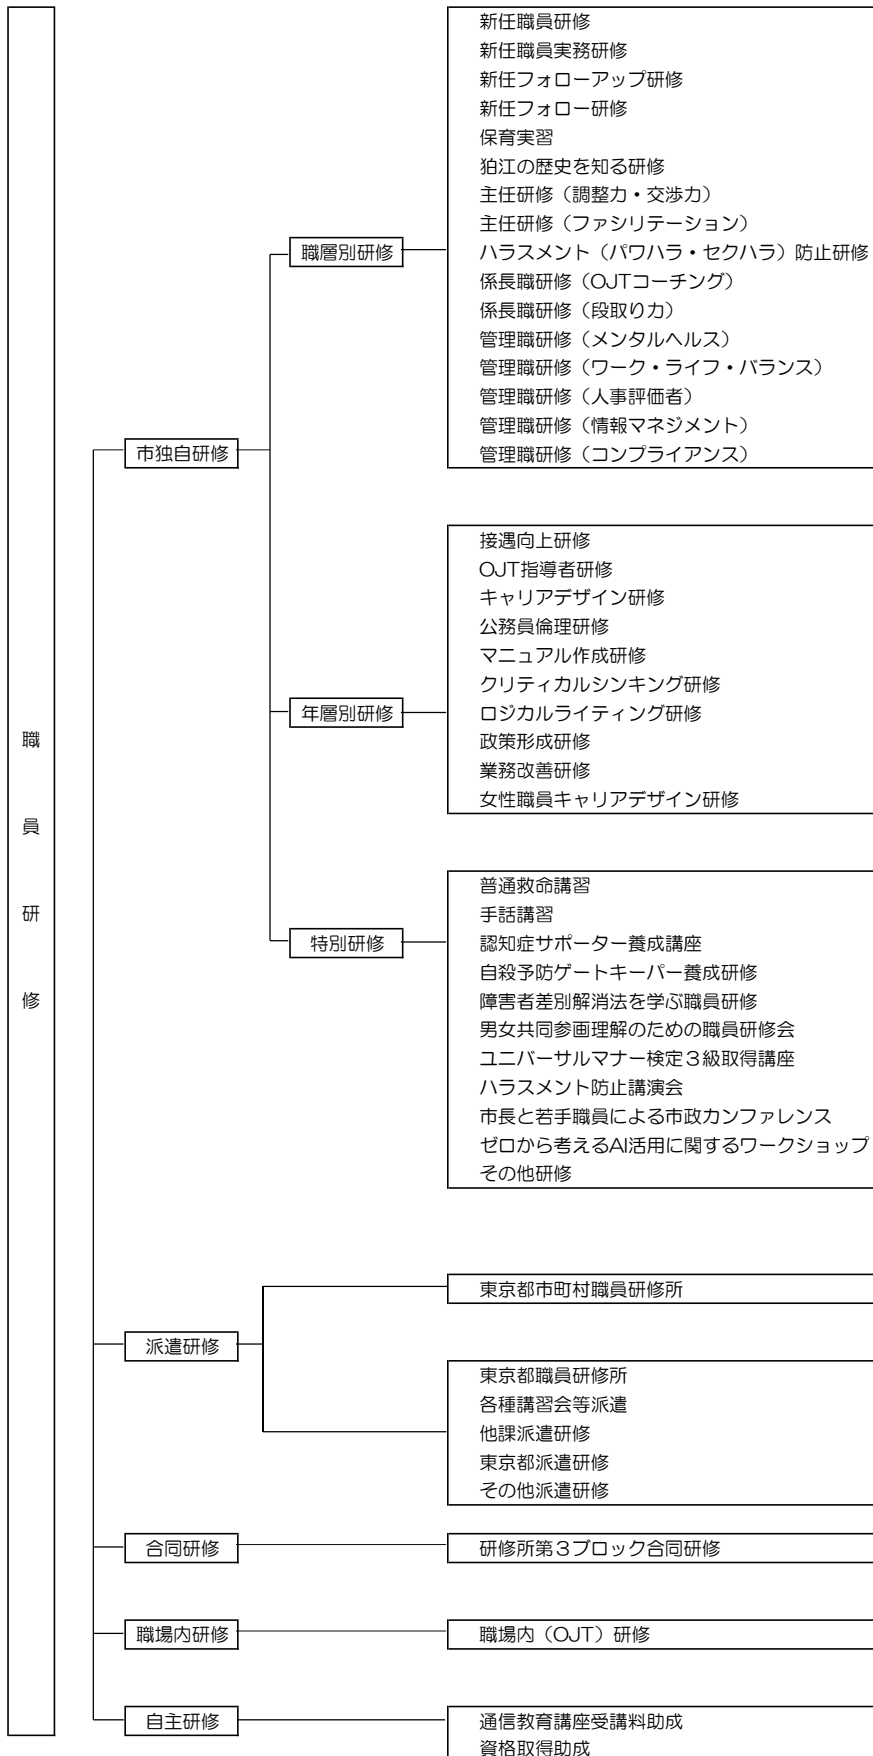 職員研修
市独自研修
職層別研修
新任職員研修
新任職員実務研修
新任フォローアップ研修
新任フォロー研修
保育実習
狛江の歴史を知る研修
主任研修（調整力・交渉力）
主任研修（ファシリテーション）
ハラスメント（パワハラ・セクハラ）防止研修
係長職研修（OJTコーチング）
係長職研修（段取り力）
管理職研修（メンタルヘルス）
管理職研修（ワーク・ライフ・バランス）
管理職研修（人事評価者）
管理職研修（情報マネジメント）
管理職研修（コンプライアンス）
年層別研修
接遇向上研修
OJT指導者研修
キャリアデザイン研修
公務員倫理研修
マニュアル作成研修
クリティカルシンキング研修
ロジカルライティング研修
政策形成研修
業務改善研修
女性職員キャリアデザイン研修
特別研修
普通救命講習
手話講習
認知症サポーター養成講座
自殺予防ゲートキーパー養成研修
障害者差別解消法を学ぶ職員研修
男女共同参画理解のための職員研修会
ユニバーサルマナー検定３級取得講座
ハラスメント防止講演会
市長と若手職員による市政カンファレンス
ゼロから考えるAI活用に関するワークショップ
その他研修
派遣研修
東京都市町村職員研修所
東京都職員研修所
各種講習会等派遣
他課派遣研修
東京都派遣研修
その他派遣研修
合同研修
研修所第３ブロック合同研修
職場内研修
職場内（OJT）研修
自主研修
通信教育講座受講料助成
資格取得助成